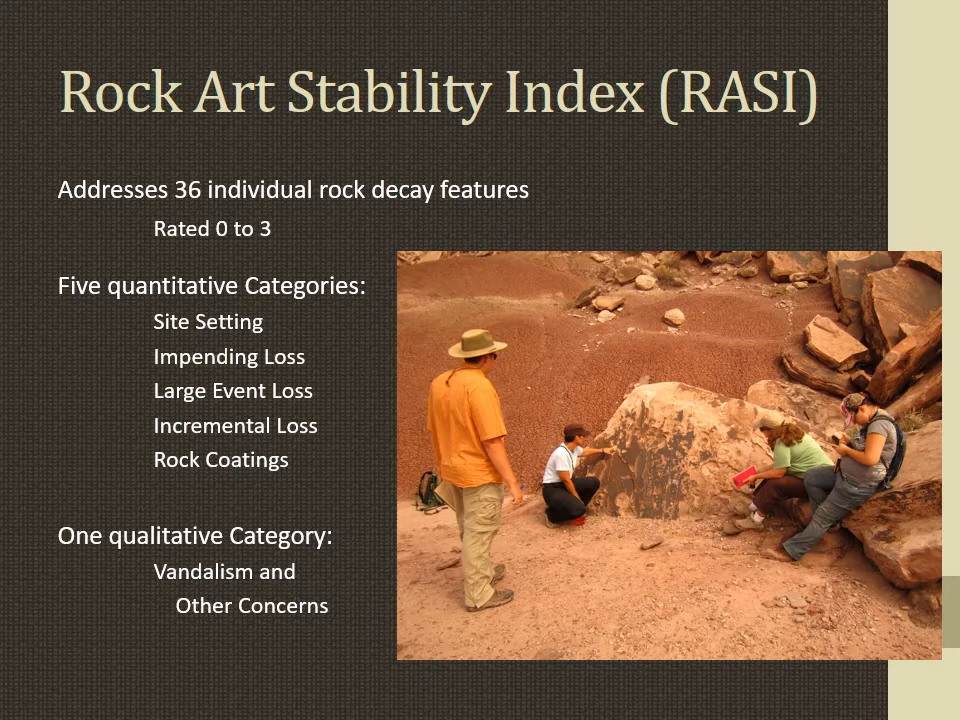 Rock Art Stability Index (RASI)
Addresses 36 individual rock decay features
Rated 0 to 3
Five quantitative Categories:
Site Setting
Impending Loss
Large Event Loss
Incremental Loss
Rock Coatings
One qualitative Category:
Vandalism and
Other Concerns